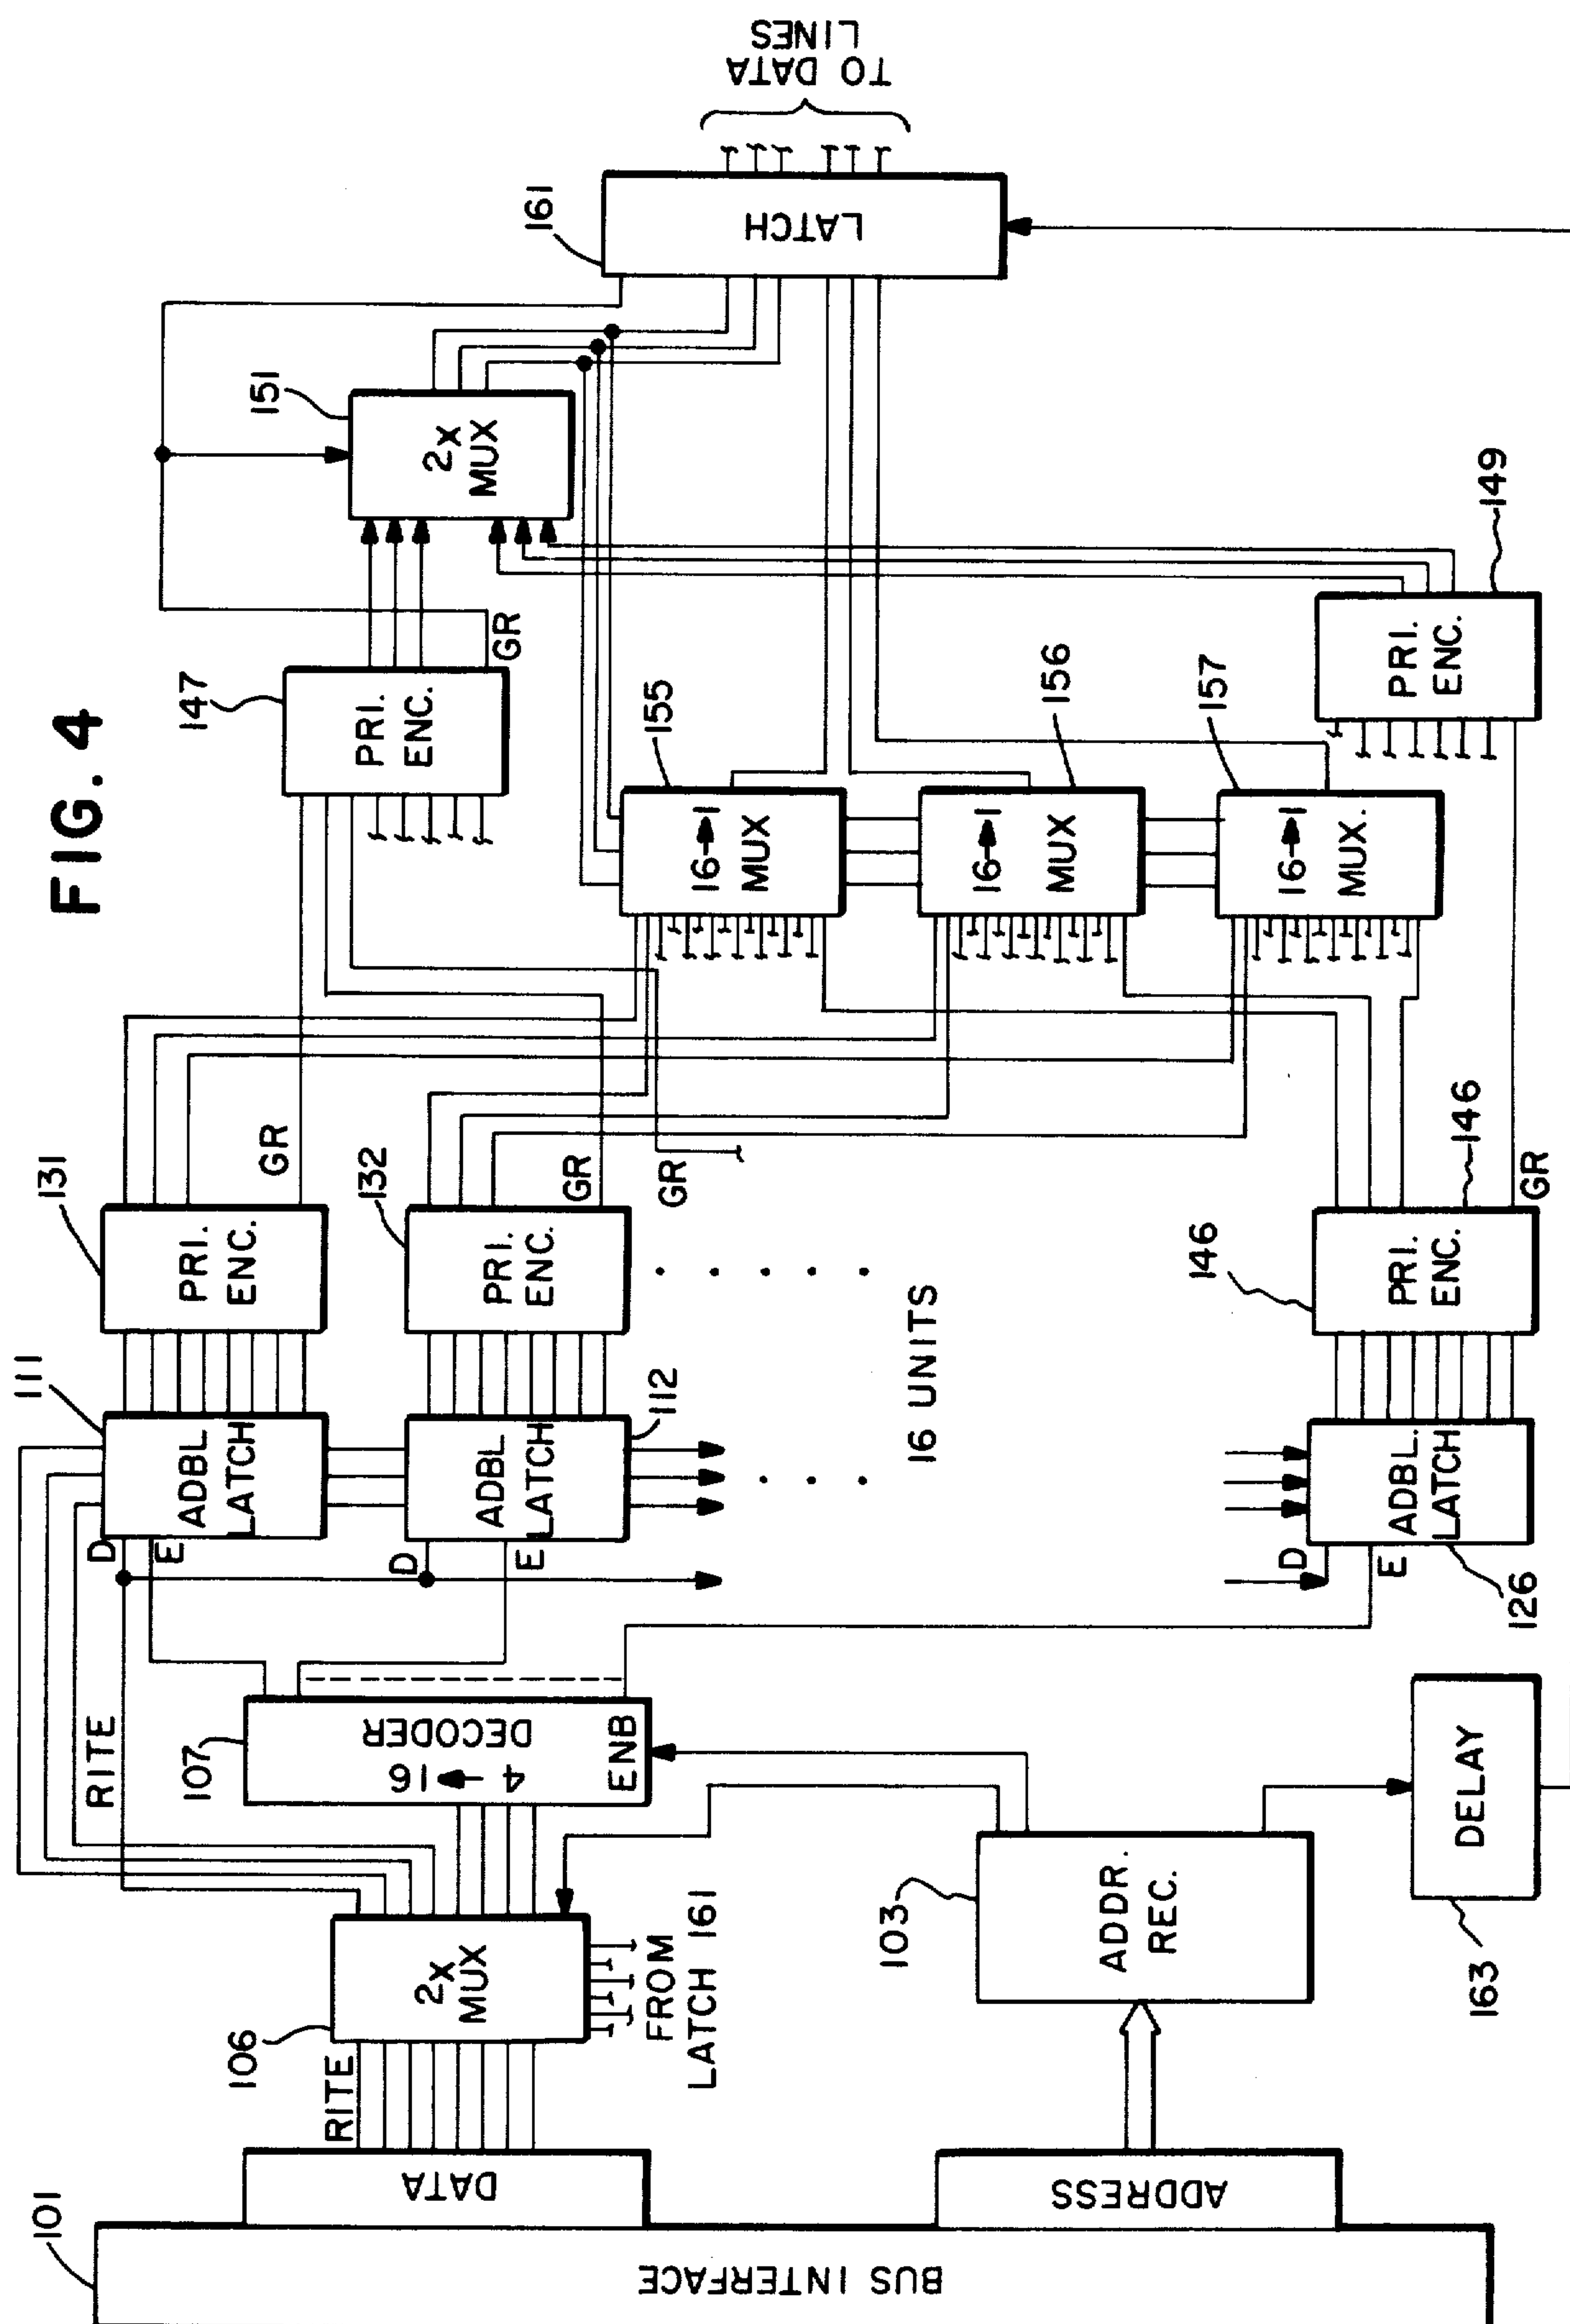 FIG. 4
101
BUS INTERFACE
DATA
ADDRESS
RITE
106
2x
MUX
FROM
LATCH 161
103
ADDR.
REC.
163
DELAY
RITE
107
4→16
DECODER
ENB
111
D
E
ADBL
LATCH
112
D
E
ADBL
LATCH
126
D
E
ADBL.
LATCH
16 UNITS
131
PRI.
ENC.
GR
132
PRI.
ENC.
GR
GR
146
PRI.
ENC.
146
GR
147
PRI.
ENC.
GR
155
16→1
MUX
156
16→1
MUX
157
16→1
MUX.
149
PRI.
ENC.
151
2x
MUX
161
LATCH
TO DATA
LINES